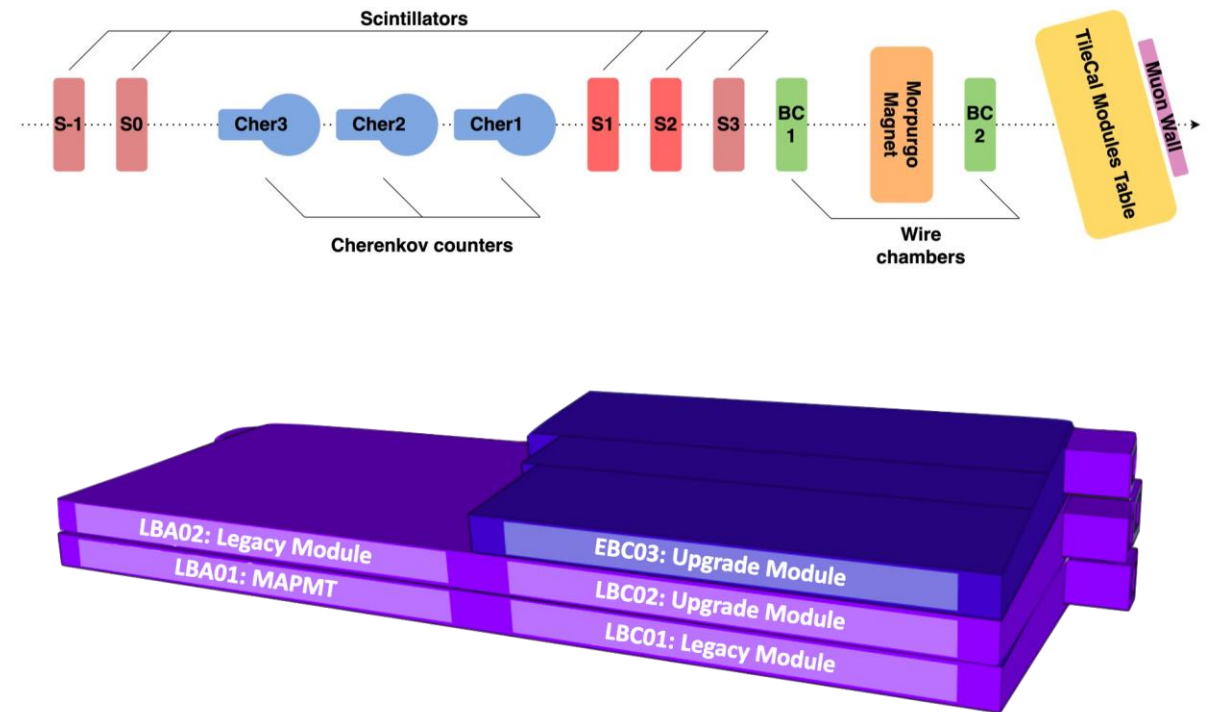 Scintillators
S-1
S0
Cher3
Cher2
Cher1
S1
S2
S3
BC
1
Morpurgo
Magnet
BC
2
TileCal Modules Table
Muon Wall
Cherenkov counters
Wire
chambers
LBA02: Legacy Module
EBC03: Upgrade Module
LBA01: MAPMT
LBC02: Upgrade Module
LBC01: Legacy Module